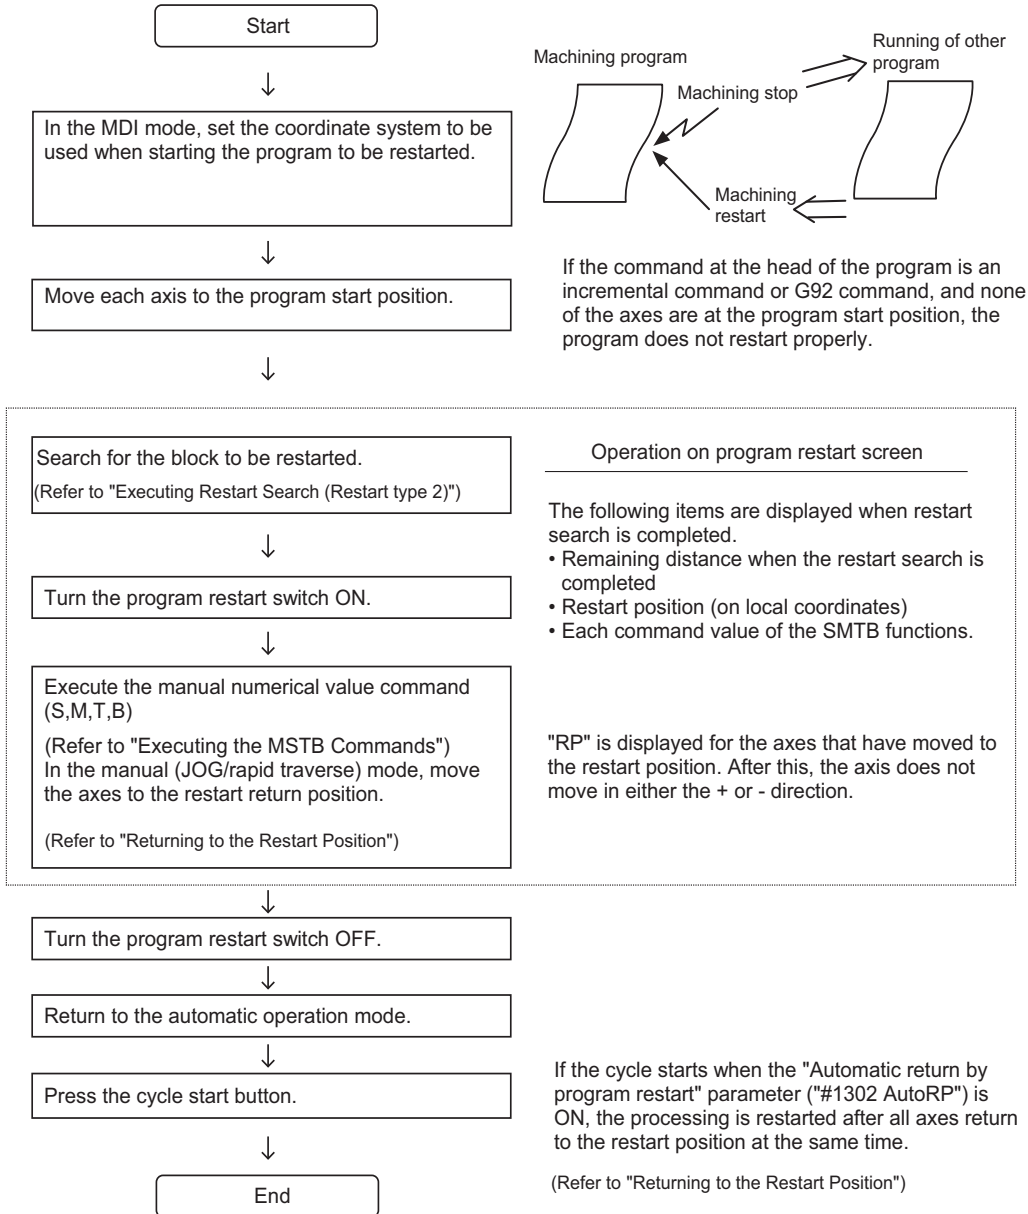 Start
Machining program
Running of other
program
Machining stop
Machining
restart
In the MDI mode, set the coordinate system to be
used when starting the program to be restarted.
If the command at the head of the program is an
incremental command or G92 command, and none
of the axes are at the program start position, the
program does not restart properly.
Move each axis to the program start position.
Search for the block to be restarted.
(Refer to "Executing Restart Search (Restart type 2)")
Operation on program restart screen
The following items are displayed when restart
search is completed.
• Remaining distance when the restart search is
completed
• Restart position (on local coordinates)
• Each command value of the SMTB functions.
Turn the program restart switch ON.
Execute the manual numerical value command
(S,M,T,B)
(Refer to "Executing the MSTB Commands")
In the manual (JOG/rapid traverse) mode, move
the axes to the restart return position.
(Refer to "Returning to the Restart Position")
"RP" is displayed for the axes that have moved to
the restart position. After this, the axis does not
move in either the + or - direction.
Turn the program restart switch OFF.
Return to the automatic operation mode.
Press the cycle start button.
If the cycle starts when the "Automatic return by
program restart" parameter ("#1302 AutoRP") is
ON, the processing is restarted after all axes return
to the restart position at the same time.
(Refer to "Returning to the Restart Position")
End